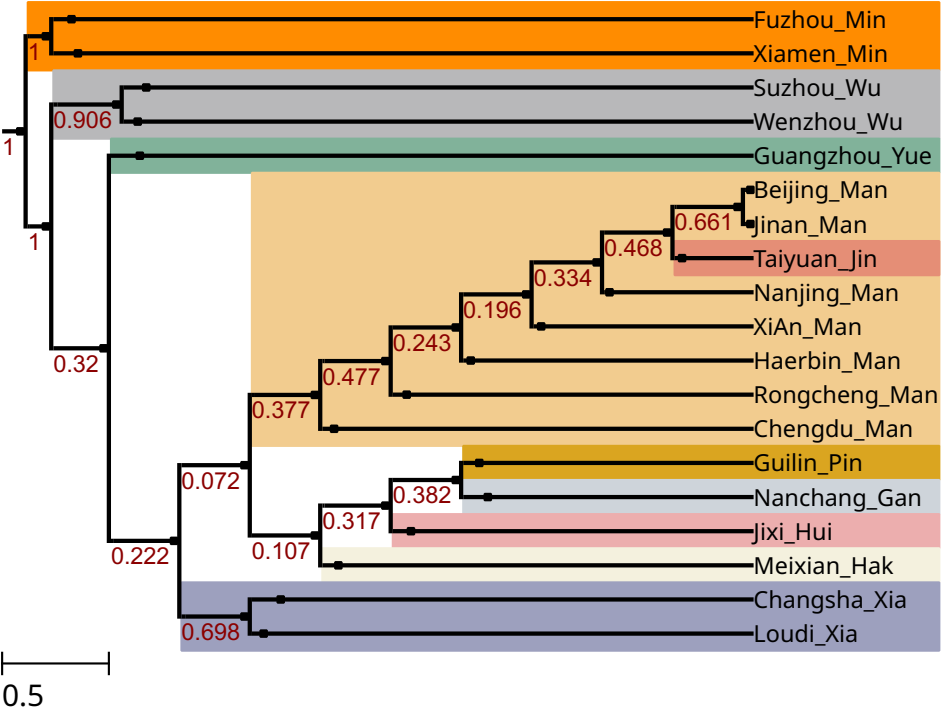 Fuzhou_Min
1
Xiamen_Min
Suzhou_Wu
0.906
Wenzhou_Wu
1
Guangzhou_Yue
Beijing_Man
0.661
Jinan_Man
1
0.468
Taiyuan_Jin
0.334
Nanjing_Man
0.196
XiAn_Man
0.243
Haerbin_Man
0.32
0.477
Rongcheng_Man
0.377
Chengdu_Man
Guilin_Pin
0.072
0.382
Nanchang_Gan
0.317
Jixi_Hui
0.222
0.107
Meixian_Hak
Changsha_Xia
0.698
Loudi_Xia
0.5